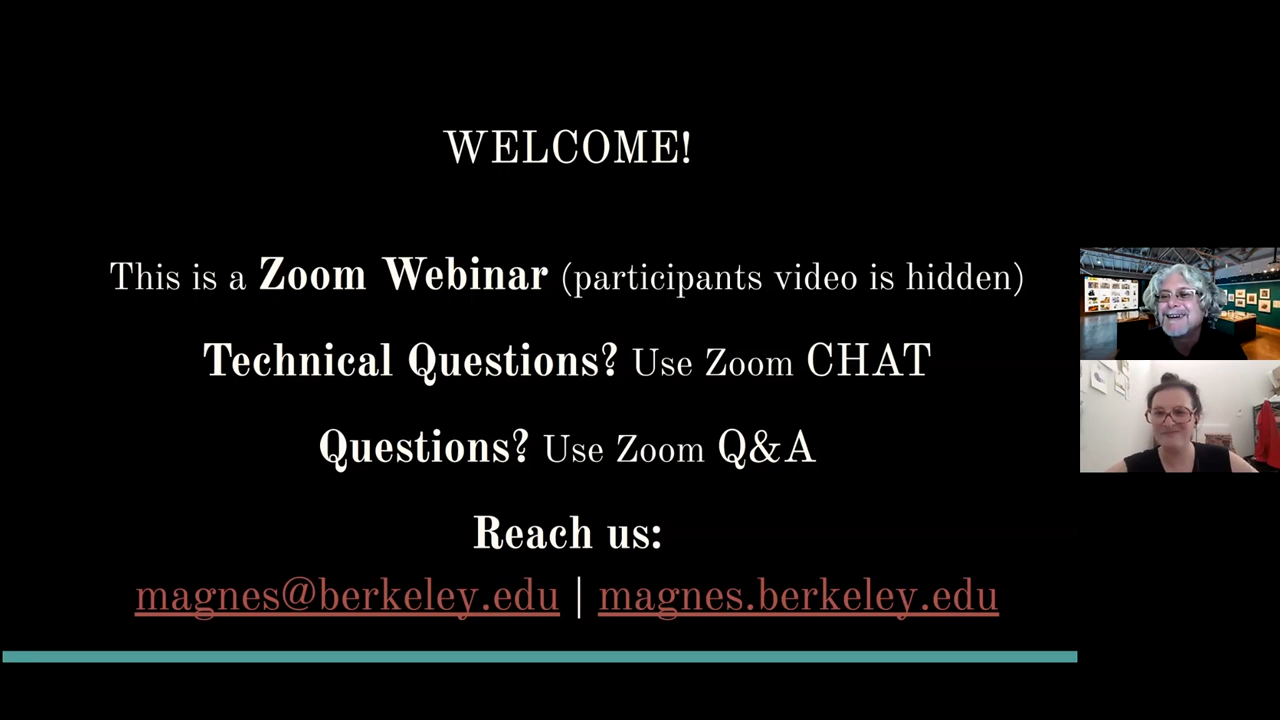 WELCOME!
This is a Zoom Webinar (participants video is hidden)
Technical Questions? Use Zoom CHAT
Questions? Use Zoom Q&A
Reach us:
magnes@berkeley.edu | magnes.berkeley.edu